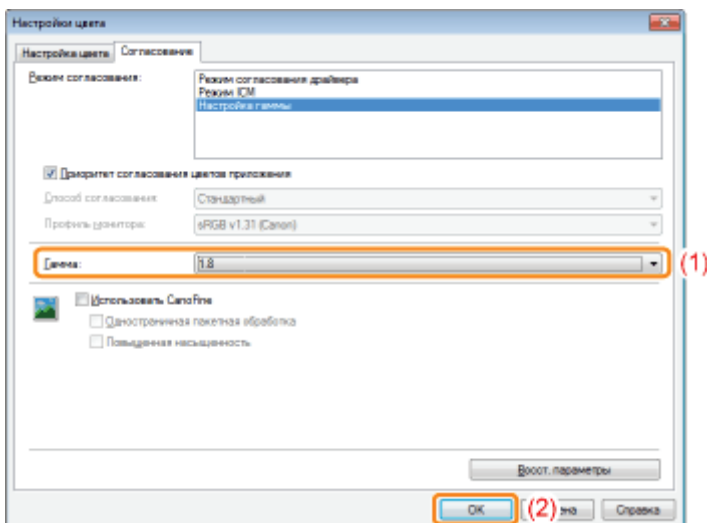 Настройки цвета
Настройка цвета Согласование
Режим согласования:
Режим согласования драйвера
Режим ICM
Настройка гаммы
Приоритет согласования цветов приложения
Способ согласования Стандартный
Профиль монитора: sRGB v1.31 (Canon)
Гамма: 1.8 (1)
Использовать CanoFine
Одностраничная пакетная обработка
Повышенная насыщенность
Восст. параметры
OK (2) ена Справка